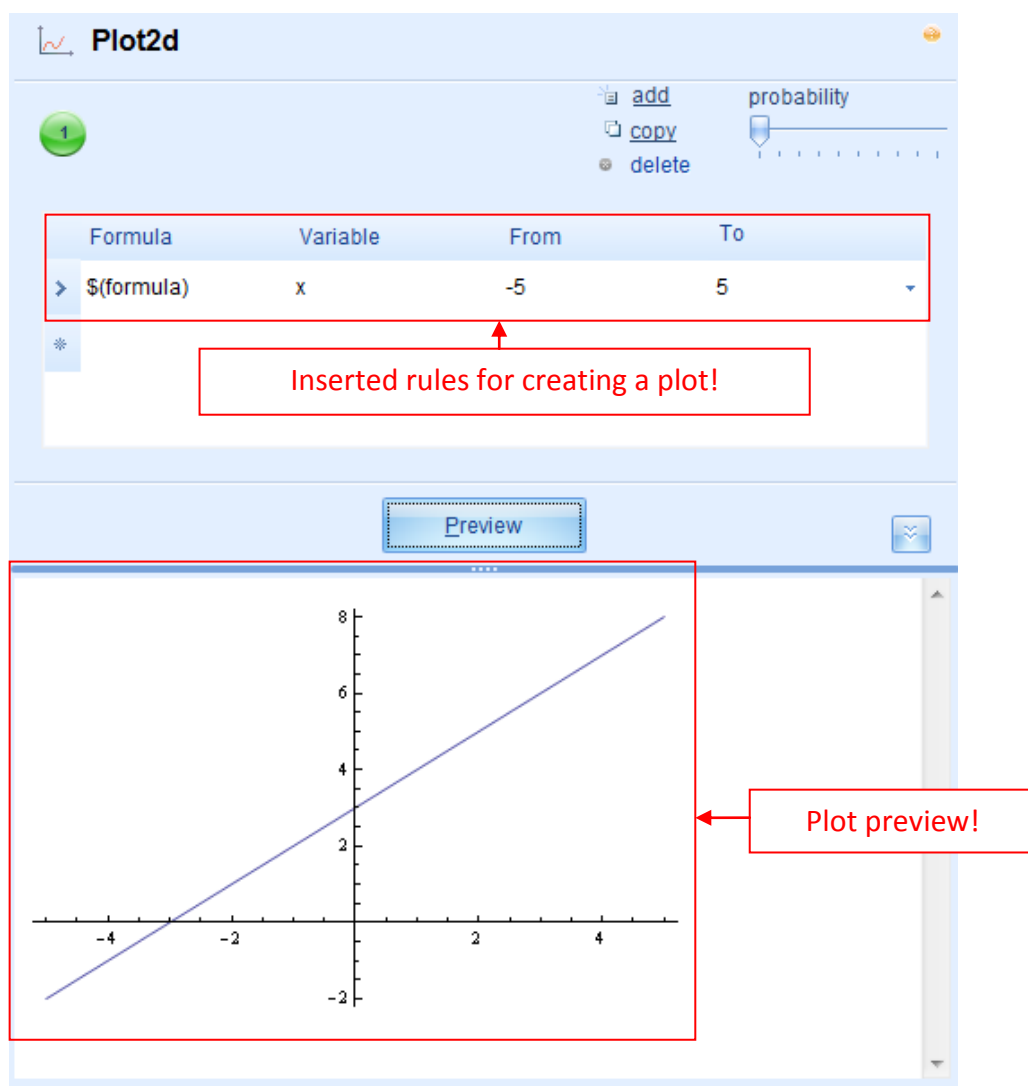 Plot2d
add
probability
1
copy
delete
Formula Variable From To
$(formula) x -5 5
Inserted rules for creating a plot!
Preview
8
6
4
Plot preview!
2
-4 -2 2 4
-2